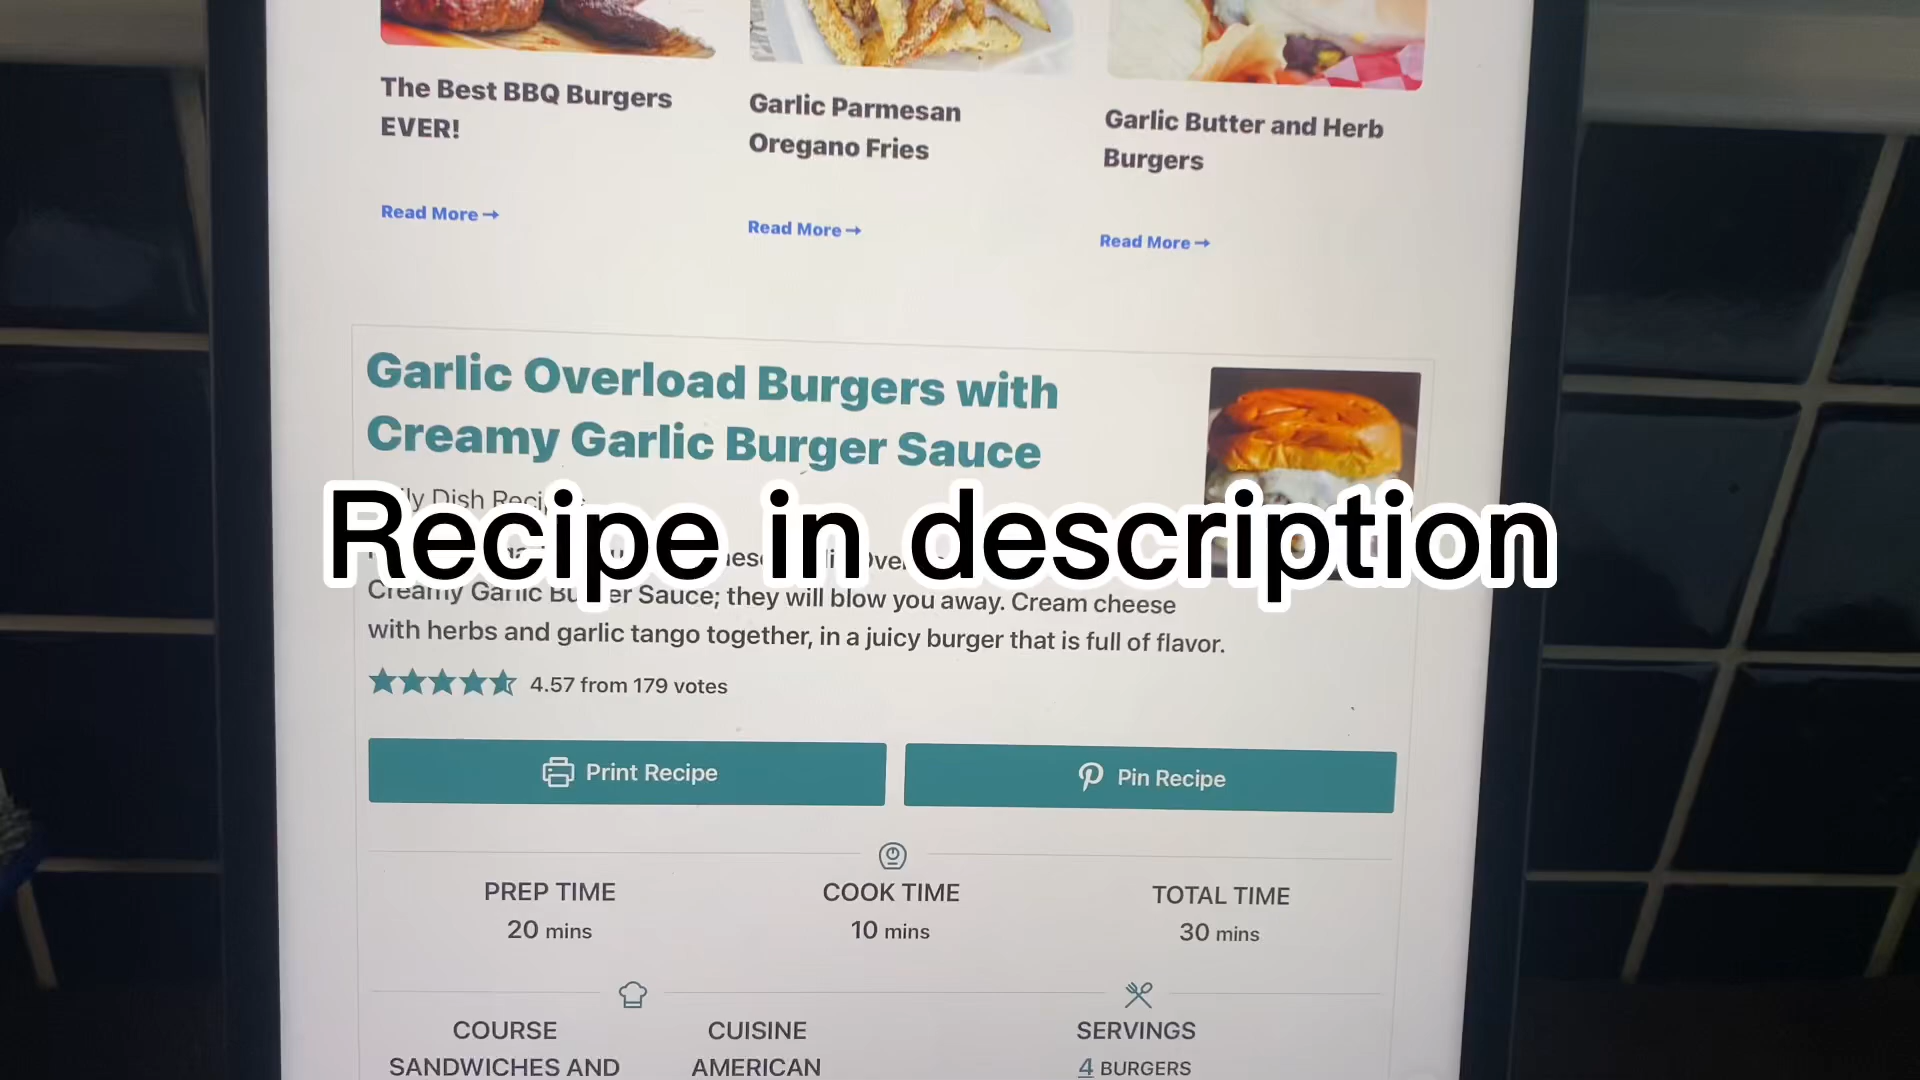 The Best BBQ Burgers
EVER!
Read More →
Garlic Parmesan
Oregano Fries
Read More →
Garlic Butter and Herb
Burgers
Read More →
Garlic Overload Burgers with
Creamy Garlic Burger Sauce
Dish
Recipe in description
Creamy Garlic Sauce; they will blow you away. Cream cheese
with herbs and garlic tango together, in a juicy burger that is full of flavor.
4.57 from 179 votes
Print Recipe
Pin Recipe
PREP TIME
20 mins
COOK TIME
10 mins
TOTAL TIME
30 mins
COURSE
SANDWICHES AND
CUISINE
AMERICAN
SERVINGS
4 BURGERS